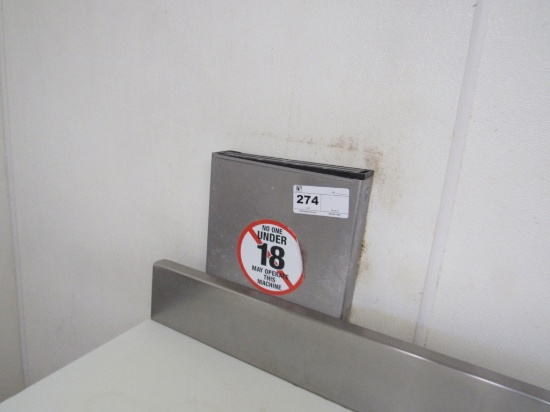 274
NO ONE
UNDER
18
MAY OPERATE
THIS
MACHINE